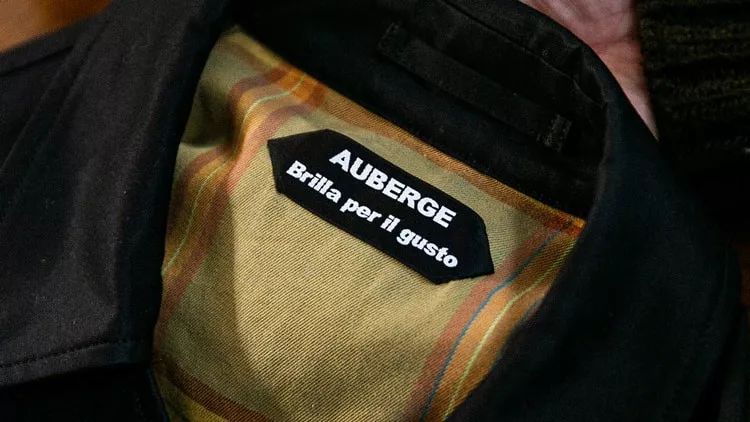 AUBERGE
Brilla per il gusto